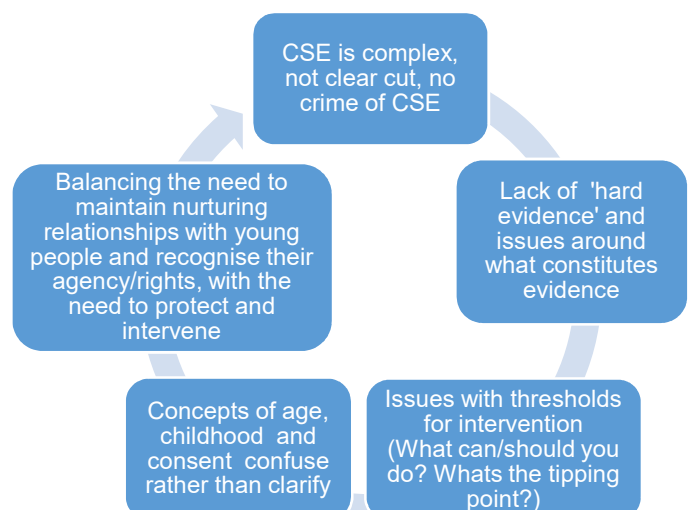 CSE is complex,
not clear cut, no
crime of CSE
Lack of 'hard
evidence' and
issues around
what constitutes
evidence
Issues with thresholds
for intervention
(What can/should you
do? Whats the tipping
point?)
Concepts of age,
childhood and
consent confuse
rather than clarify
Balancing the need to
maintain nurturing
relationships with young
people and recognise their
agency/rights, with the
need to protect and
intervene